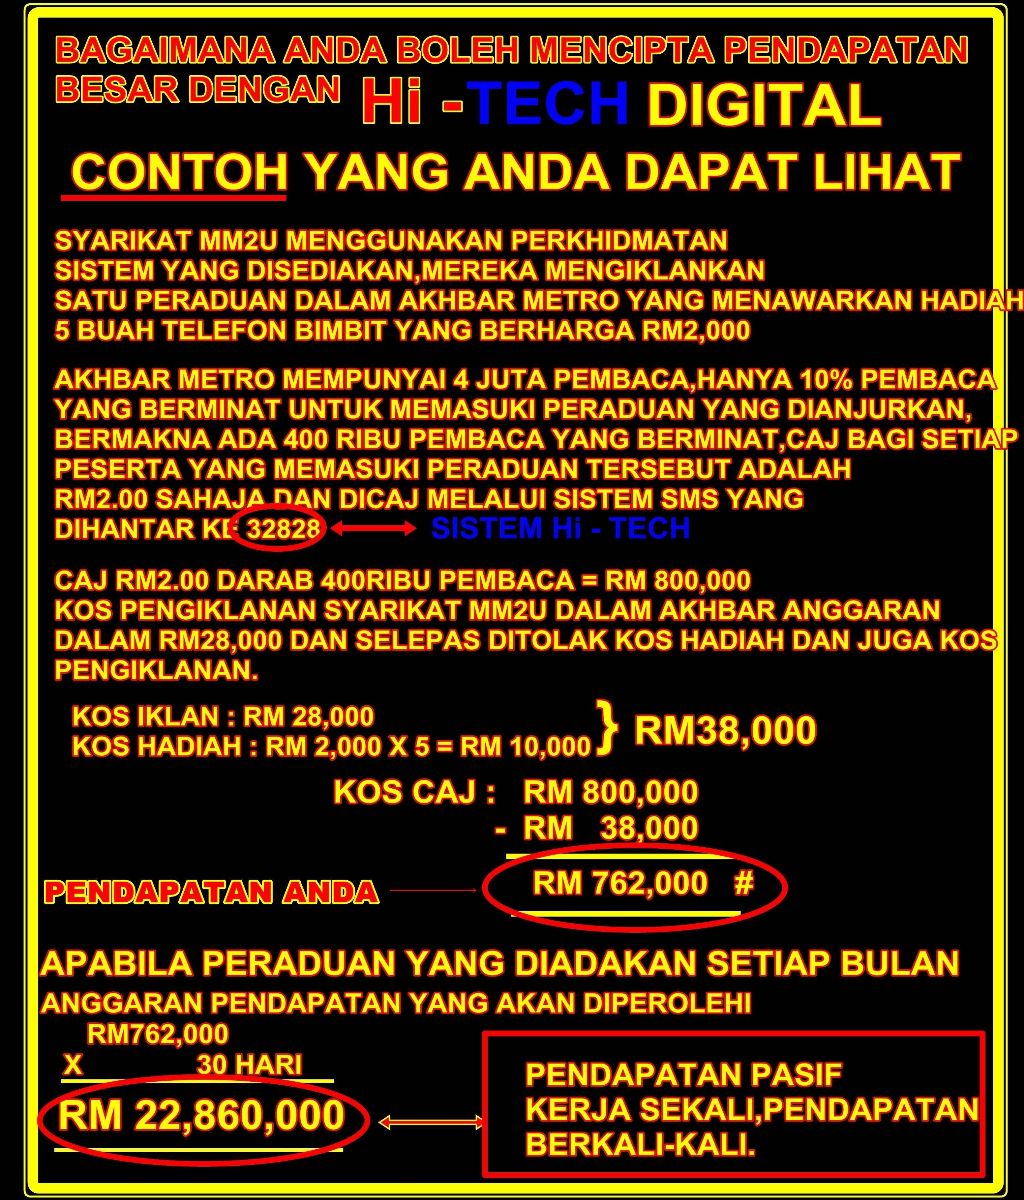 BAGAIMANA ANDA BOLEH MENCIPTA PENDAPATAN
BESAR DENGAN Hi -TECH DIGITAL
CONTOH YANG ANDA DAPAT LIHAT
SYARIKAT MM2U MENGGUNAKAN PERKHIDMATAN
SISTEM YANG DISEDIAKAN,MEREKA MENGIKLANKAN
SATU PERADUAN DALAM AKHBAR METRO YANG MENAWARKAN HADIAH
5 BUAH TELEFON BIMBIT YANG BERHARGA RM2,000
AKHBAR METRO MEMPUNYAI 4 JUTA PEMBACA,HANYA 10% PEMBACA
YANG BERMINAT UNTUK MEMASUKI PERADUAN YANG DIANJURKAN,
BERMAKNA ADA 400 RIBU PEMBACA YANG BERMINAT,CAJ BAGI SETIAP
PESERTA YANG MEMASUKI PERADUAN TERSEBUT ADALAH
RM2.00 SAHAJA DAN DICAJ MELALUI SISTEM SMS YANG
DIHANTAR KE 32828 SISTEM Hi - TECH
CAJ RM2.00 DARAB 400RIBU PEMBACA = RM 800,000
KOS PENGIKLANAN SYARIKAT MM2U DALAM AKHBAR ANGGARAN
DALAM RM28,000 DAN SELEPAS DITOLAK KOS HADIAH DAN JUGA KOS
PENGIKLANAN.
KOS IKLAN : RM 28,000
KOS HADIAH : RM 2,000 X 5 = RM 10,000 } RM38,000
KOS CAJ : RM 800,000
- RM 38,000
PENDAPATAN ANDA RM 762,000 #
APABILA PERADUAN YANG DIADAKAN SETIAP BULAN
ANGGARAN PENDAPATAN YANG AKAN DIPEROLEHI
RM762,000
X 30 HARI
RM 22,860,000
PENDAPATAN PASIF
KERJA SEKALI,PENDAPATAN
BERKALI-KALI.